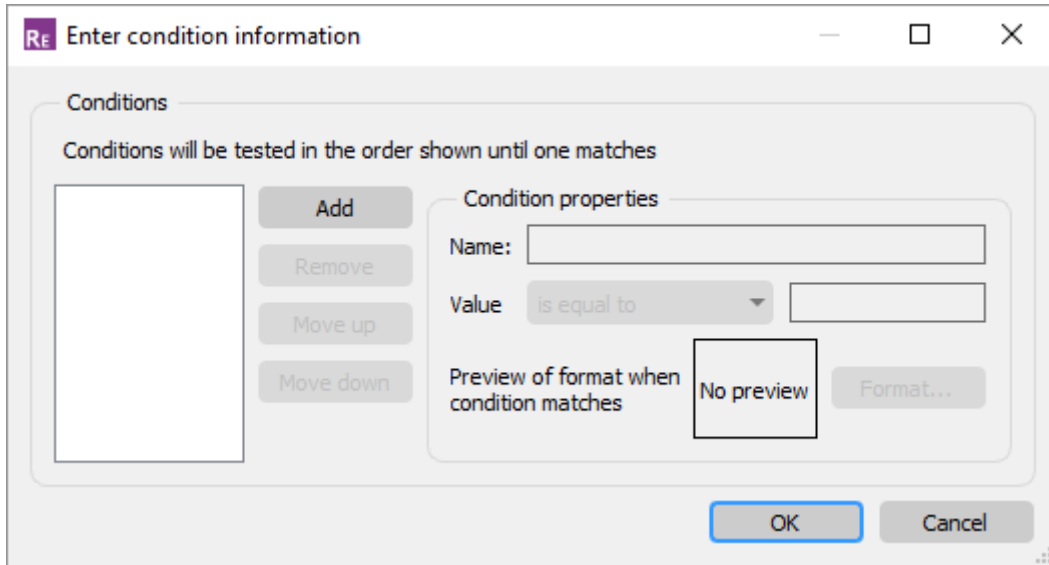 RE Enter condition information
Conditions
Conditions will be tested in the order shown until one matches
Add
Remove
Move up
Move down
Condition properties
Name:
Value is equal to
Preview of format when
condition matches
No preview
Format...
OK Cancel